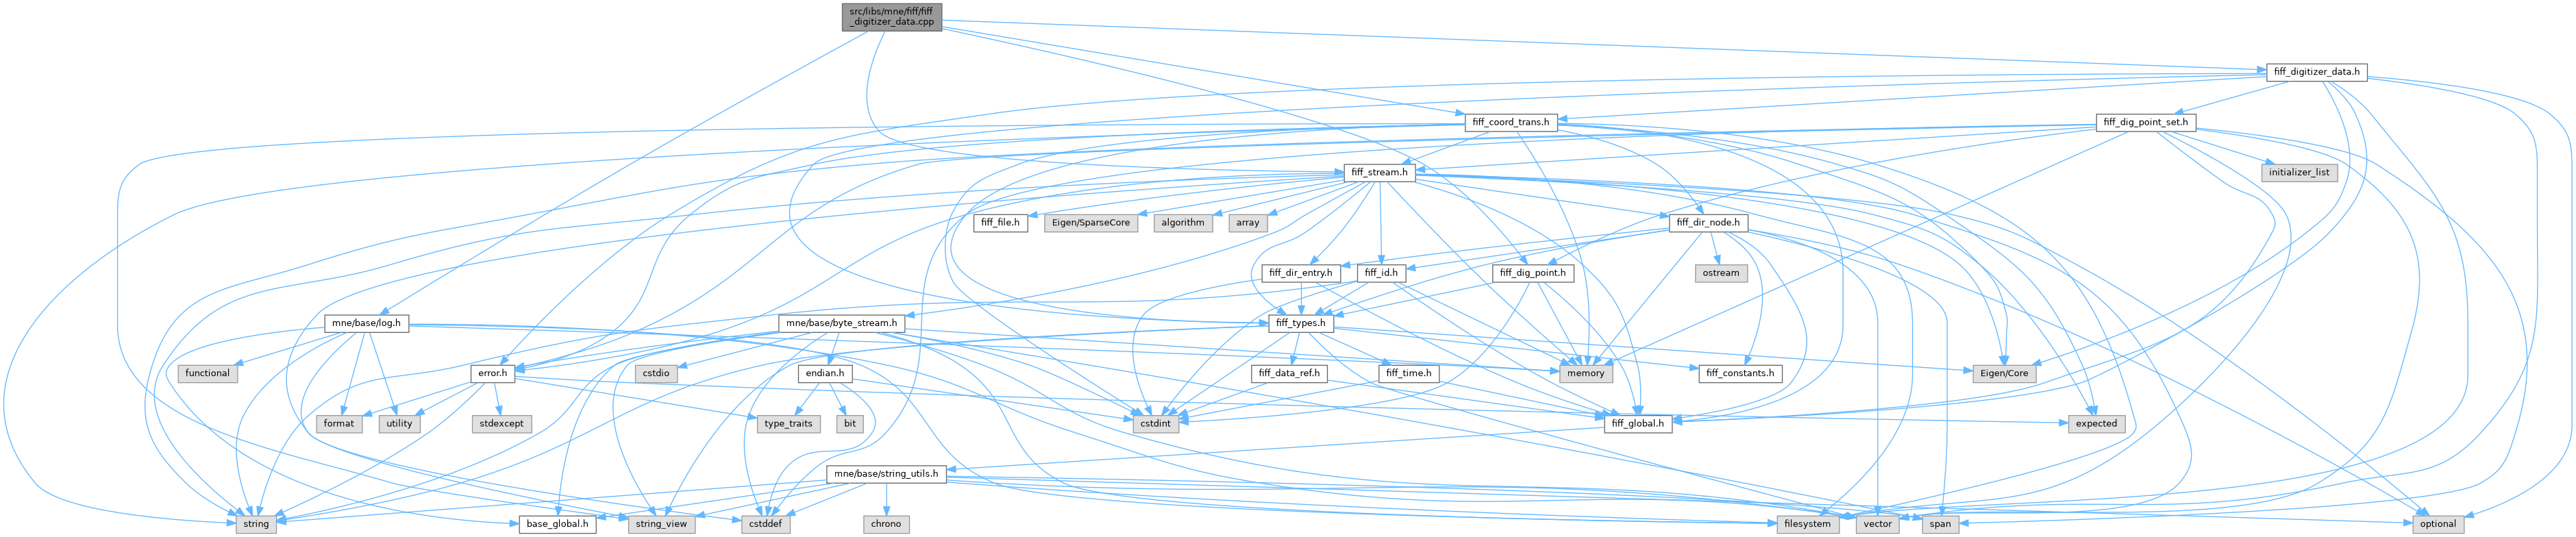 src/libs/mne/fiff/fiff
_digitizer_data.cpp
fiff_digitizer_data.h
fiff_coord_trans.h
fiff_dig_point_set.h
fiff_stream.h
initializer_list
fiff_file.h
Eigen/SparseCore
algorithm
array
fiff_dir_node.h
fiff_dir_entry.h
fiff_id.h
fiff_dig_point.h
ostream
mne/base/log.h
mne/base/byte_stream.h
fiff_types.h
functional
error.h
cstdio
endian.h
fiff_data_ref.h
memory
fiff_time.h
fiff_constants.h
Eigen/Core
format
utility
stdexcept
type_traits
bit
cstdint
fiff_global.h
expected
mne/base/string_utils.h
string
base_global.h
string_view
cstddef
chrono
filesystem
vector
span
optional